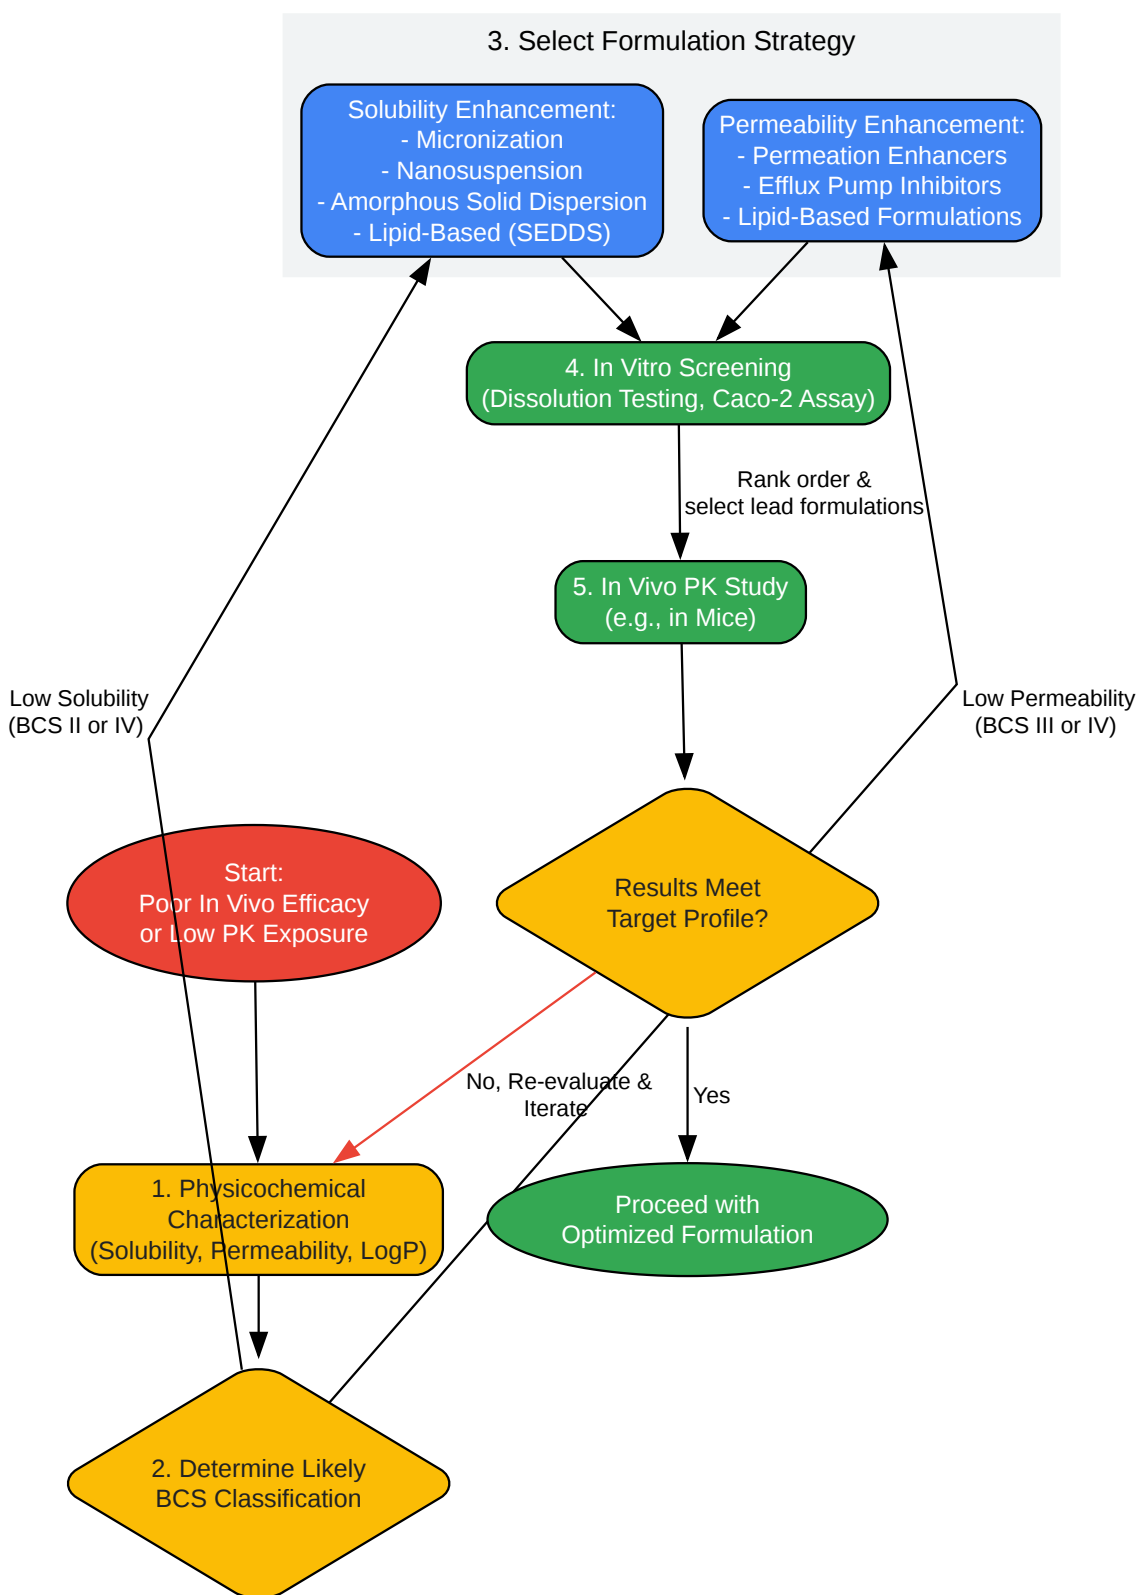 3. Select Formulation Strategy
Solubility Enhancement:
- Micronization
- Nanosuspension
- Amorphous Solid Dispersion
- Lipid-Based (SEDDS)
Permeability Enhancement:
- Permeation Enhancers
- Efflux Pump Inhibitors
- Lipid-Based Formulations
4. In Vitro Screening
(Dissolution Testing, Caco-2 Assay)
Rank order &
select lead formulations
5. In Vivo PK Study
(e.g., in Mice)
Low Solubility
(BCS II or IV)
Low Permeability
(BCS III or IV)
Start:
Poor In Vivo Efficacy
or Low PK Exposure
Results Meet
Target Profile?
No, Re-evaluate &
Iterate
Yes
1. Physicochemical
Characterization
(Solubility, Permeability, LogP)
Proceed with
Optimized Formulation
2. Determine Likely
BCS Classification